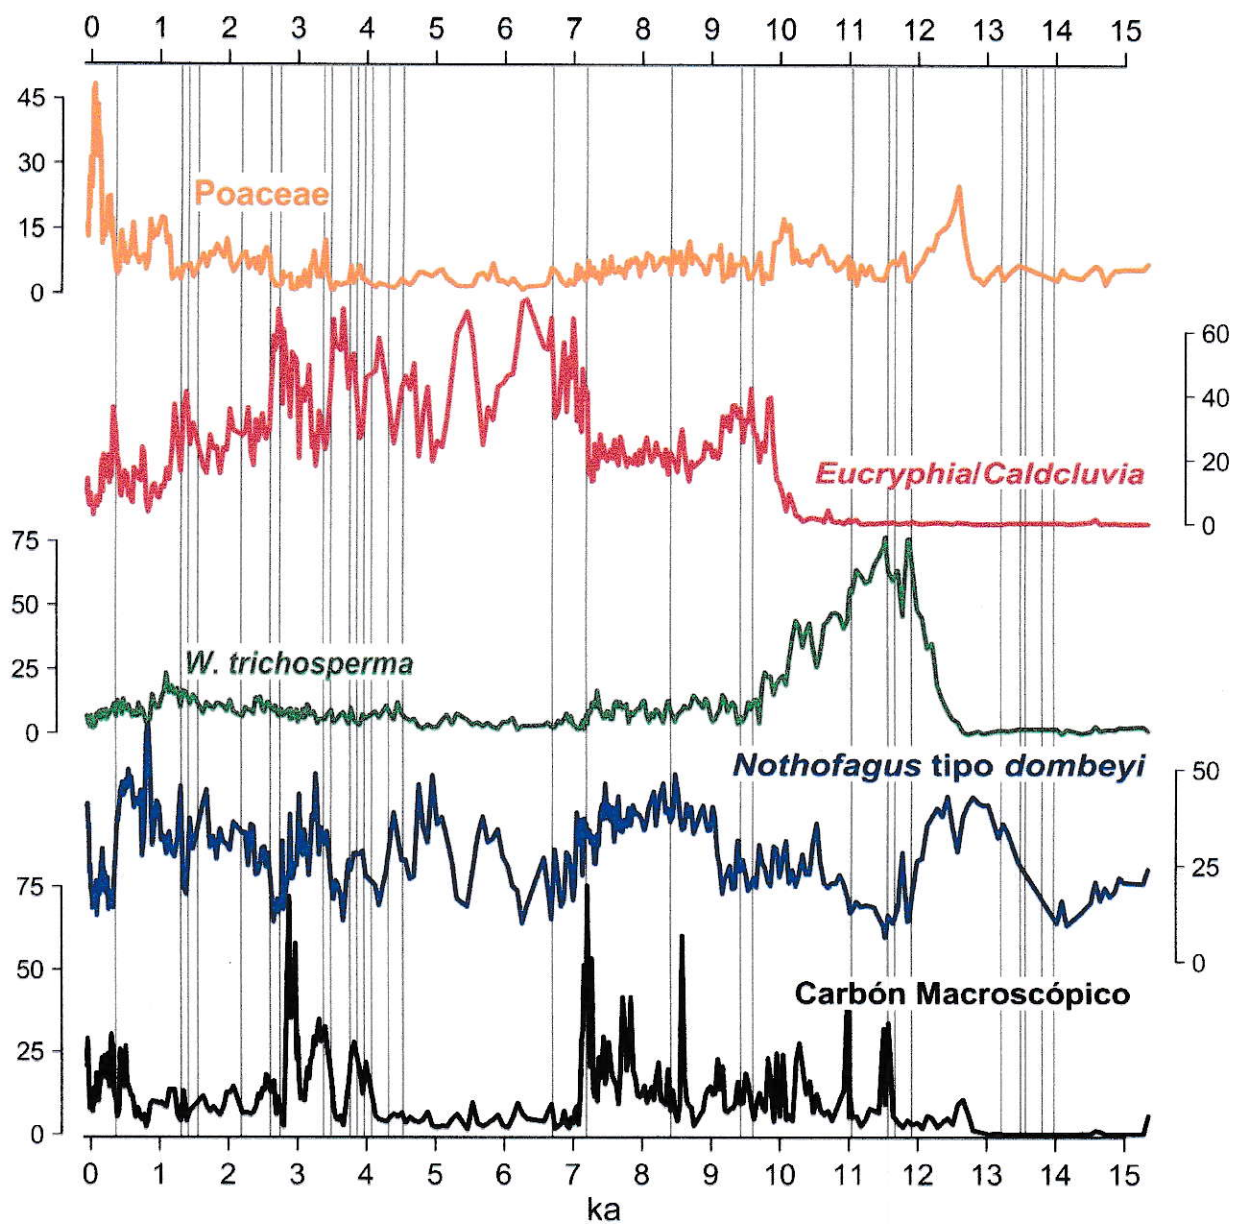 0 1 2 3 4 5 6 7 8 9 10 11 12 13 14 15
45
30
15
0
Poaceae
60
40
20
0
Eucryphia/Caldcluvia
75
50
25
0
W. trichosperma
Nothofagus tipo dombeyi
50
25
0
75
50
25
0
Carbón Macroscópico
0 1 2 3 4 5 6 7 8 9 10 11 12 13 14 15
ka